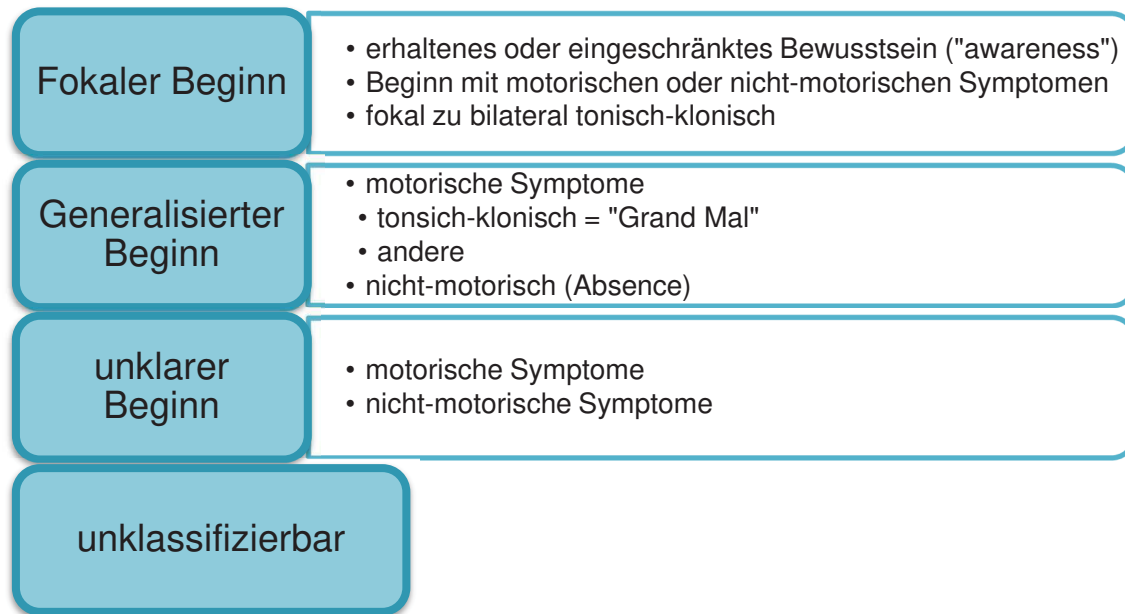 Fokaler Beginn
• erhaltenes oder eingeschränktes Bewusstsein ("awareness")
• Beginn mit motorischen oder nicht-motorischen Symptomen
• fokal zu bilateral tonisch-klonisch
Generalisierter
Beginn
• motorische Symptome
• tonsich-klonisch = "Grand Mal"
• andere
• nicht-motorisch (Absence)
unklarer
Beginn
• motorische Symptome
• nicht-motorische Symptome
unklassifizierbar